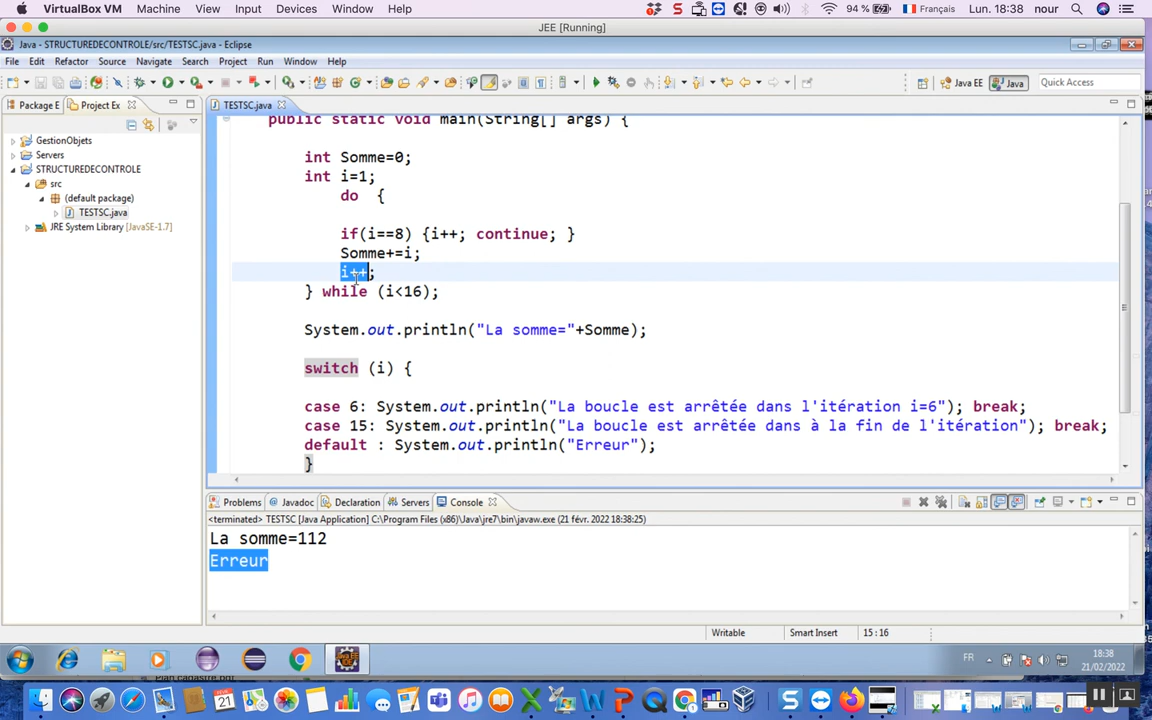 VirtualBox VM Machine View Input Devices Window Help 94 % Français Lun. 18:38 nour
JEE [Running]
Java - STRUCTUREDECONTROLE/src/TESTSC.java - Eclipse
File Edit Refactor Source Navigate Search Project Run Window Help
Java EE Java Quick Access
Package E Project Ex
TESTSC.java
GestionObjets
Servers
STRUCTUREDECONTROLE
src
(default package)
TESTSC.java
JRE System Library [JavaSE-1.7]
public static void main(String[] args) {
int Somme=0;
int i=1;
do {
if(i==8) {i++; continue; }
Somme+=i;
i++;
} while (i<16);
System.out.println("La somme="+Somme);
switch (i) {
case 6: System.out.println("La boucle est arrêtée dans l'itération i=6"); break;
case 15: System.out.println("La boucle est arrêtée dans à la fin de l'itération"); break;
default : System.out.println("Erreur");
}
Problems Javadoc Declaration Servers Console
<terminated> TESTSC [Java Application] C:\Program Files (x86)\Java\jre7\bin\javaw.exe (21 févr. 2022 18:38:25)
La somme=112
Erreur
Writable Smart Insert 15 : 16
FR 18:38
21/02/2022